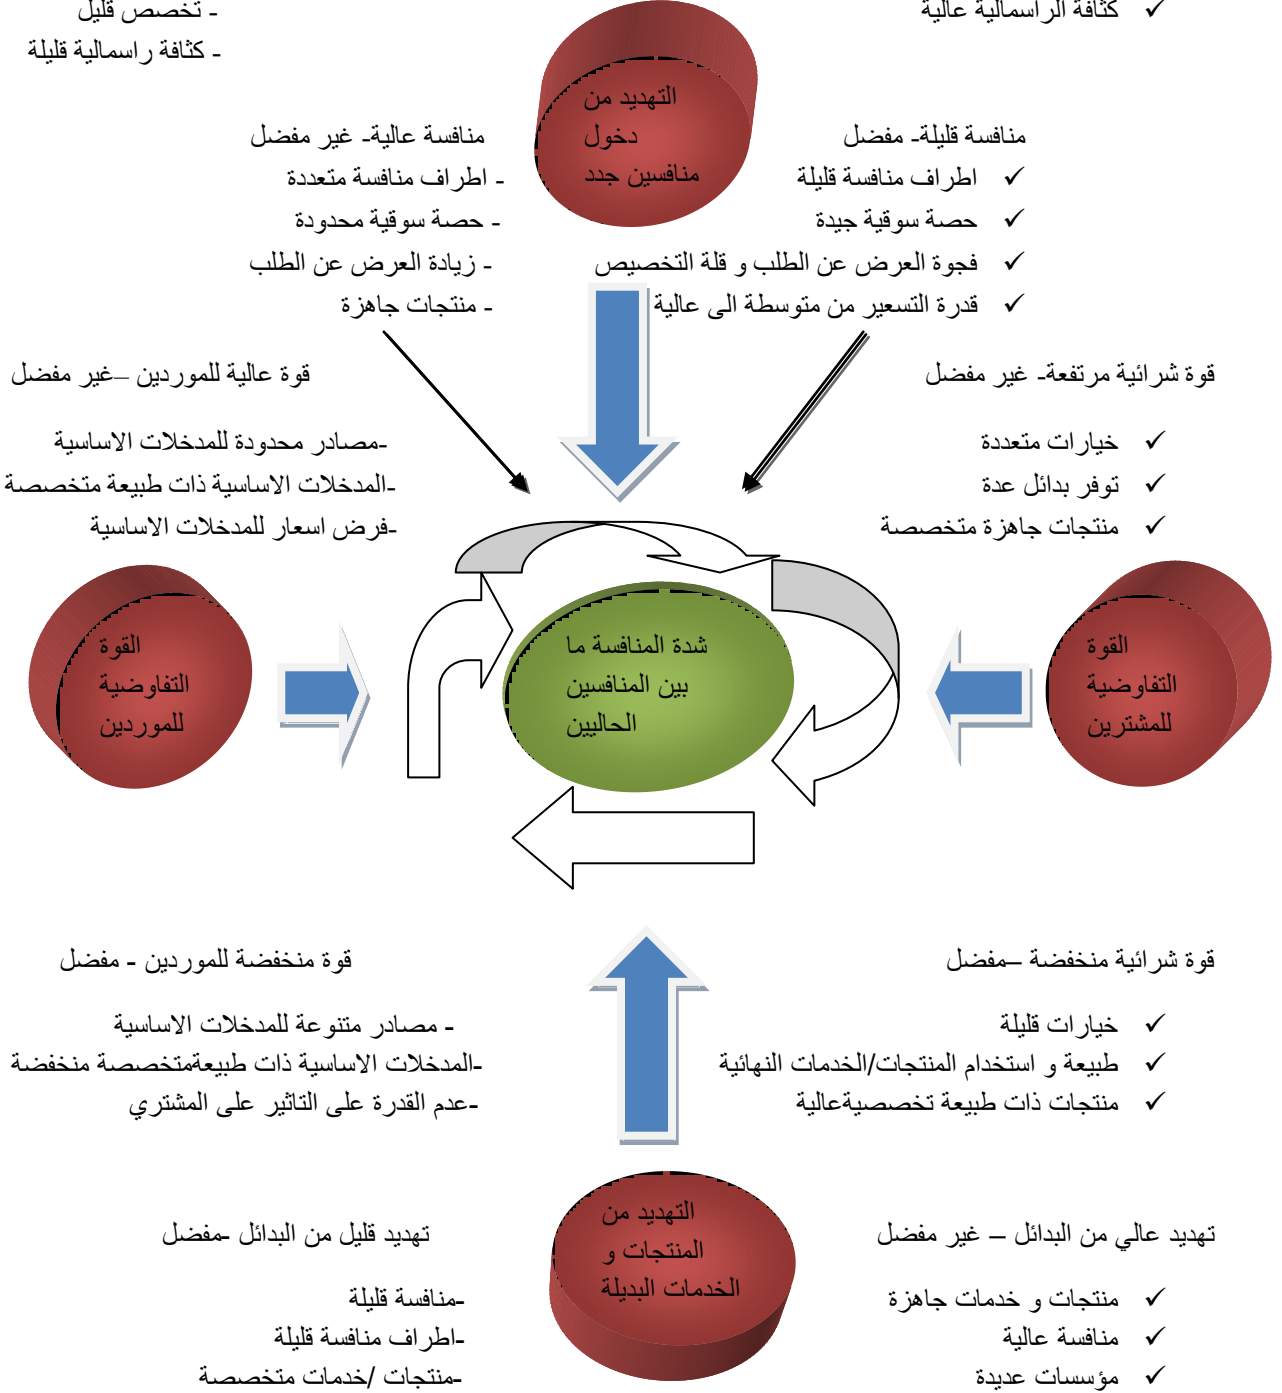 ✓ كثافة الراسمالية عالية
- تخصص قليل
- كثافة راسمالية قليلة
التهديد من
دخول
منافسين جدد
منافسة قليلة- مفضل
✓ اطراف منافسة قليلة
✓ حصة سوقية جيدة
✓ فجوة العرض عن الطلب و قلة التخصيص
✓ قدرة التسعير من متوسطة الى عالية
منافسة عالية- غير مفضل
- اطراف منافسة متعددة
- حصة سوقية محدودة
- زيادة العرض عن الطلب
- منتجات جاهزة
قوة شرائية مرتفعة- غير مفضل
✓ خيارات متعددة
✓ توفر بدائل عدة
✓ منتجات جاهزة متخصصة
قوة عالية للموردين –غير مفضل
-مصادر محدودة للمدخلات الاساسية
-المدخلات الاساسية ذات طبيعة متخصصة
-فرض اسعار للمدخلات الاساسية
القوة
التفاوضية
للمشترين
شدة المنافسة ما
بين المنافسين
الحاليين
القوة
التفاوضية
للموردين
قوة شرائية منخفضة –مفضل
✓ خيارات قليلة
✓ طبيعة و استخدام المنتجات/الخدمات النهائية
✓ منتجات ذات طبيعة تخصصيةعالية
قوة منخفضة للموردين - مفضل
- مصادر متنوعة للمدخلات الاساسية
-المدخلات الاساسية ذات طبيعةمتخصصة منخفضة
-عدم القدرة على التاثير على المشتري
التهديد من
المنتجات و
الخدمات البديلة
تهديد عالي من البدائل – غير مفضل
✓ منتجات و خدمات جاهزة
✓ منافسة عالية
✓ مؤسسات عديدة
تهديد قليل من البدائل -مفضل
-منافسة قليلة
-اطراف منافسة قليلة
-منتجات /خدمات متخصصة